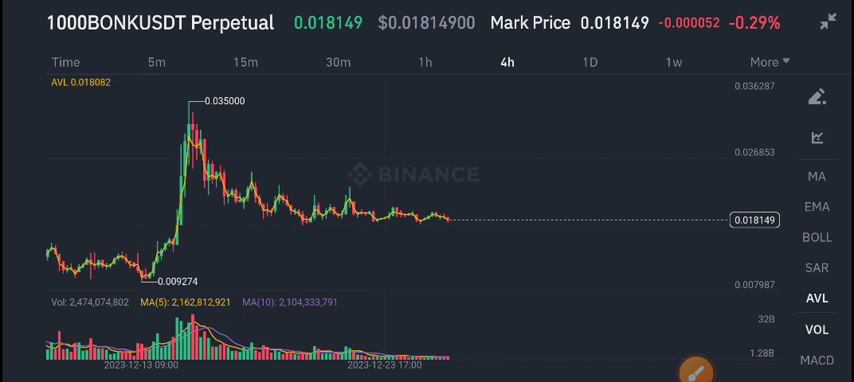 1000BONKUSDT Perpetual 0.018149 $0.01814900 Mark Price 0.018149 -0.000052 -0.29%
Time 5m 15m 30m 1h 4h 1D 1w More
AVL 0.018082
0.036287
0.035000
0.026853
BINANCE
0.018149
0.009274
0.007987
Vol: 2,474,074,802 MA(5): 2,162,812,921 MA(10): 2,104,333,791
32B
1.28B
2023-12-13 09:00 2023-12-23 17:00
MA
EMA
BOLL
SAR
AVL
VOL
MACD